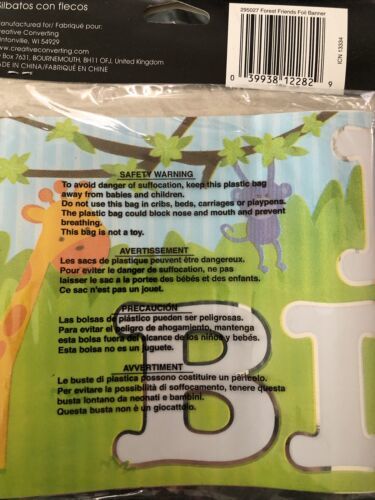 Silbatos con flecos
295027 Forest Friends Foil Banner
Manufactured for/ Fabriqué par:
Creative Converting
Clintonville, WI 54929
Box 7631, BOURNEMOUTH, BH11 OFJ, United Kingdom
MADE IN CHINA/FABRIQUÉ EN CHINE
0 39938 12282 9
ICN 13334
SAFETY WARNING
To avoid danger of suffocation, keep this plastic bag
away from babies and children.
Do not use this bag in cribs, beds, carriages or playpens.
The plastic bag could block nose and mouth and prevent
breathing.
This bag is not a toy.
AVERTISSEMENT
Les sacs de plastique peuvent être dangereux.
Pour eviter le danger de suffocation, ne pas
laisser le sac a la portee des bébés et des enfants.
Ce sac n'est pas un jouet.
PRECAUCIÓN
Las bolsas de plástico pueden ser peligrosas.
Para evitar el peligro de ahogamiento, mantenga
esta bolsa fuera del alcance de los niños y bebés.
Esta bolsa no es un juguete.
AVVERTIMENT
Le buste di plastica possono costituire un pericolo.
Per evitare la possibilità di soffocamento, tenere questa
busta lontano da neonati e bambini.
Questa busta non è un giocattolo.
B